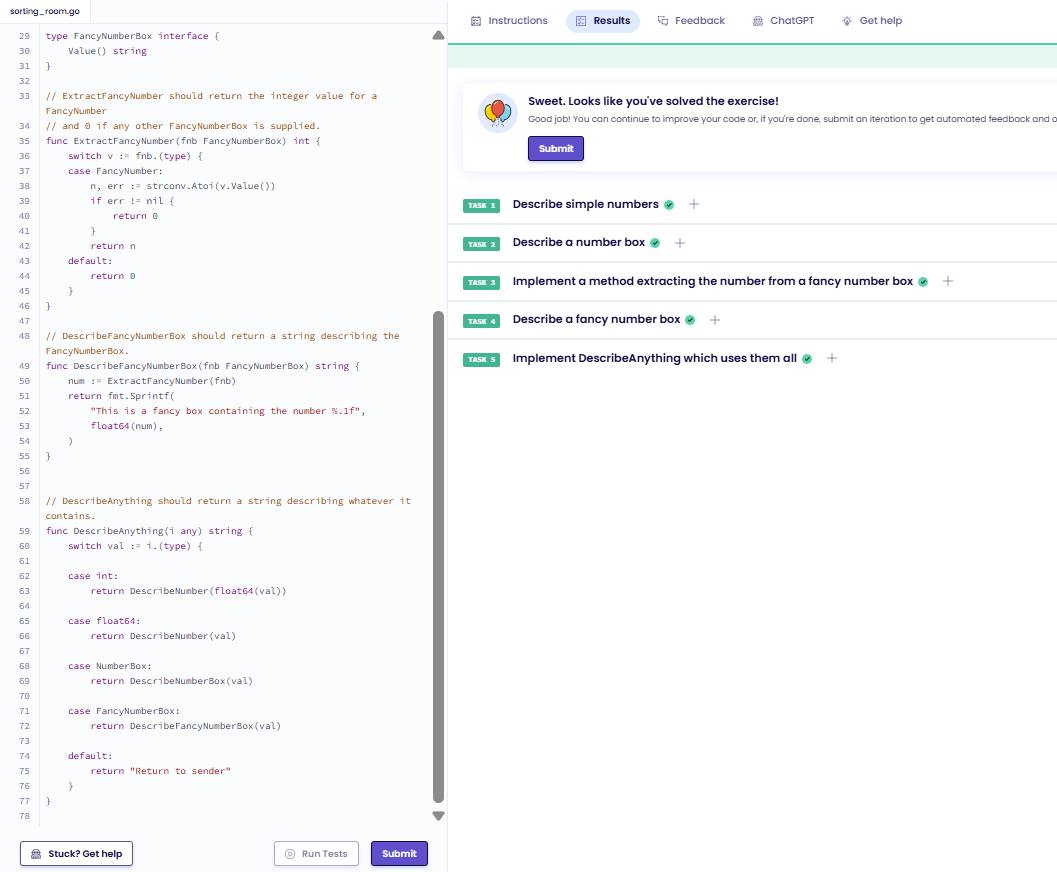 sorting_room.go
29 type FancyNumberBox interface {
30     Value() string
31 }
32
33 // ExtractFancyNumber should return the integer value for a
FancyNumber
34 // and 0 if any other FancyNumberBox is supplied.
35 func ExtractFancyNumber(fnb FancyNumberBox) int {
36     switch v := fnb.(type) {
37     case FancyNumber:
38         n, err := strconv.Atoi(v.Value())
39         if err != nil {
40             return 0
41         }
42         return n
43     default:
44         return 0
45     }
46 }
47
48 // DescribeFancyNumberBox should return a string describing the
FancyNumberBox.
49 func DescribeFancyNumberBox(fnb FancyNumberBox) string {
50     num := ExtractFancyNumber(fnb)
51     return fmt.Sprintf(
52         "This is a fancy box containing the number %.1f",
53         float64(num),
54     )
55 }
56
57
58 // DescribeAnything should return a string describing whatever it
contains.
59 func DescribeAnything(i any) string {
60     switch val := i.(type) {
61
62     case int:
63         return DescribeNumber(float64(val))
64
65     case float64:
66         return DescribeNumber(val)
67
68     case NumberBox:
69         return DescribeNumberBox(val)
70
71     case FancyNumberBox:
72         return DescribeFancyNumberBox(val)
73
74     default:
75         return "Return to sender"
76     }
77 }
78
Stuck? Get help Run Tests Submit
Instructions Results Feedback ChatGPT Get help
Sweet. Looks like you've solved the exercise!
Good job! You can continue to improve your code or, if you're done, submit an iteration to get automated feedback and o
Submit
TASK 1 Describe simple numbers
TASK 2 Describe a number box
TASK 3 Implement a method extracting the number from a fancy number box
TASK 4 Describe a fancy number box
TASK 5 Implement DescribeAnything which uses them all